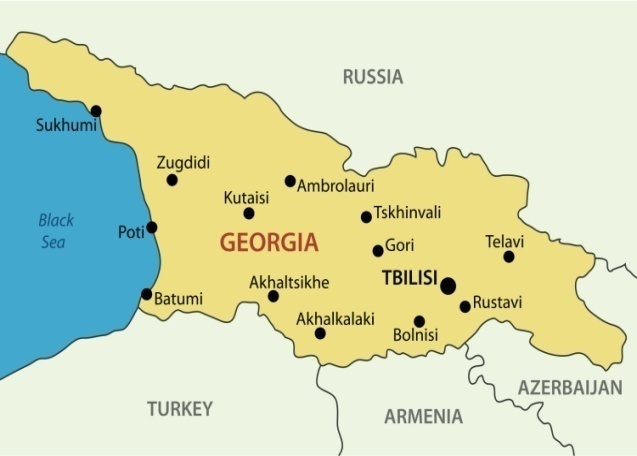 RUSSIA
Sukhumi
Zugdidi
Ambrolauri
Kutaisi
Tskhinvali
Black
Sea
Poti
GEORGIA
Gori
Telavi
TBILISI
Akhaltsikhe
Batumi
Rustavi
Akhalkalaki
Bolnisi
AZERBAIJAN
TURKEY
ARMENIA